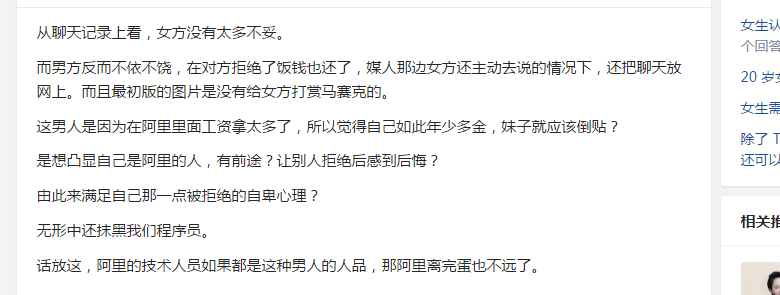 从聊天记录上看，女方没有太多不妥。
而男方反而不依不饶，在对方拒绝了饭钱也还了，媒人那边女方还主动去说的情况下，还把聊天放
网上。而且最初版的图片是没有给女方打赏马赛克的。
这男人是因为在阿里里面工资拿太多了，所以觉得自己如此年少多金，妹子就应该倒贴？
是想凸显自己是阿里的人，有前途？让别人拒绝后感到后悔？
由此来满足自己那一点被拒绝的自卑心理？
无形中还抹黑我们程序员。
话放这，阿里的技术人员如果都是这种男人的人品，那阿里离完蛋也不远了。
女生认
个回答
20 岁
女生需
除了 T
还可以
相关推